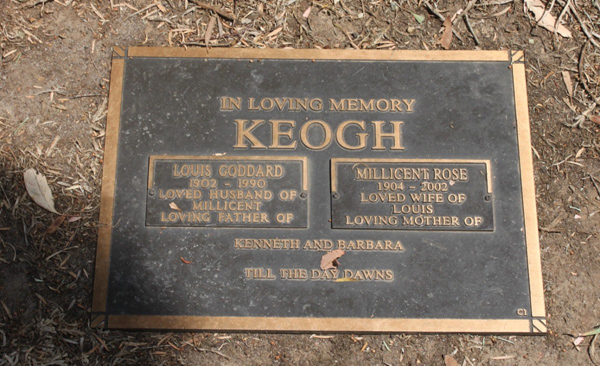 IN LOVING MEMORY
KEOGH
LOUIS GODDARD
1902 - 1990
LOVED HUSBAND OF
MILLICENT
LOVING FATHER OF
MILLICENT ROSE
1904 - 2002
LOVED WIFE OF
LOUIS
LOVING MOTHER OF
KENNETH AND BARBARA
TILL THE DAY DAWNS
C1